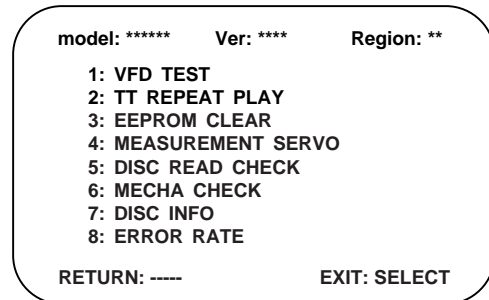 model: ****** Ver: **** Region: **
1: VFD TEST
2: TT REPEAT PLAY
3: EEPROM CLEAR
4: MEASUREMENT SERVO
5: DISC READ CHECK
6: MECHA CHECK
7: DISC INFO
8: ERROR RATE
RETURN: ----- EXIT: SELECT